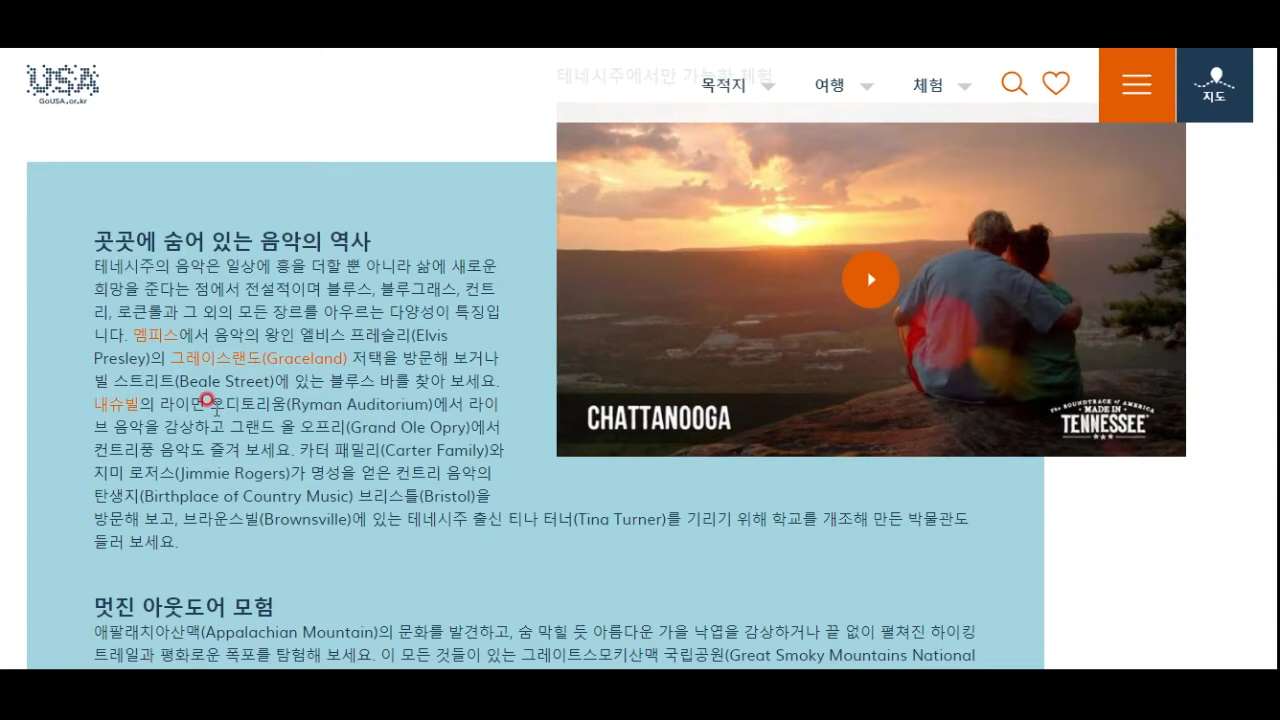 USA
GoUSA.or.kr
테네시주에서만 가능한 체험
목적지
여행
체험
지도
곳곳에 숨어 있는 음악의 역사
테네시주의 음악은 일상에 흥을 더할 뿐 아니라 삶에 새로운
희망을 준다는 점에서 전설적이며 블루스, 블루그래스, 컨트
리, 로큰롤과 그 외의 모든 장르를 아우르는 다양성이 특징입
니다. 멤피스에서 음악의 왕인 엘비스 프레슬리(Elvis
Presley)의 그레이스랜드(Graceland) 저택을 방문해 보거나
빌 스트리트(Beale Street)에 있는 블루스 바를 찾아 보세요.
내슈빌의 라이먼 오디토리움(Ryman Auditorium)에서 라이
브 음악을 감상하고 그랜드 올 오프리(Grand Ole Opry)에서
컨트리풍 음악도 즐겨 보세요. 카터 패밀리(Carter Family)와
지미 로저스(Jimmie Rogers)가 명성을 얻은 컨트리 음악의
탄생지(Birthplace of Country Music) 브리스틀(Bristol)을
방문해 보고, 브라운스빌(Brownsville)에 있는 테네시주 출신 티나 터너(Tina Turner)를 기리기 위해 학교를 개조해 만든 박물관도
들러 보세요.
CHATTANOOGA
The SOUNDTRACK of AMERICA
MADE IN
TENNESSEE
멋진 아웃도어 모험
애팔래치아산맥(Appalachian Mountain)의 문화를 발견하고, 숨 막힐 듯 아름다운 가을 낙엽을 감상하거나 끝 없이 펼쳐진 하이킹
트레일과 평화로운 폭포를 탐험해 보세요. 이 모든 것들이 있는 그레이트스모키산맥 국립공원(Great Smoky Mountains National